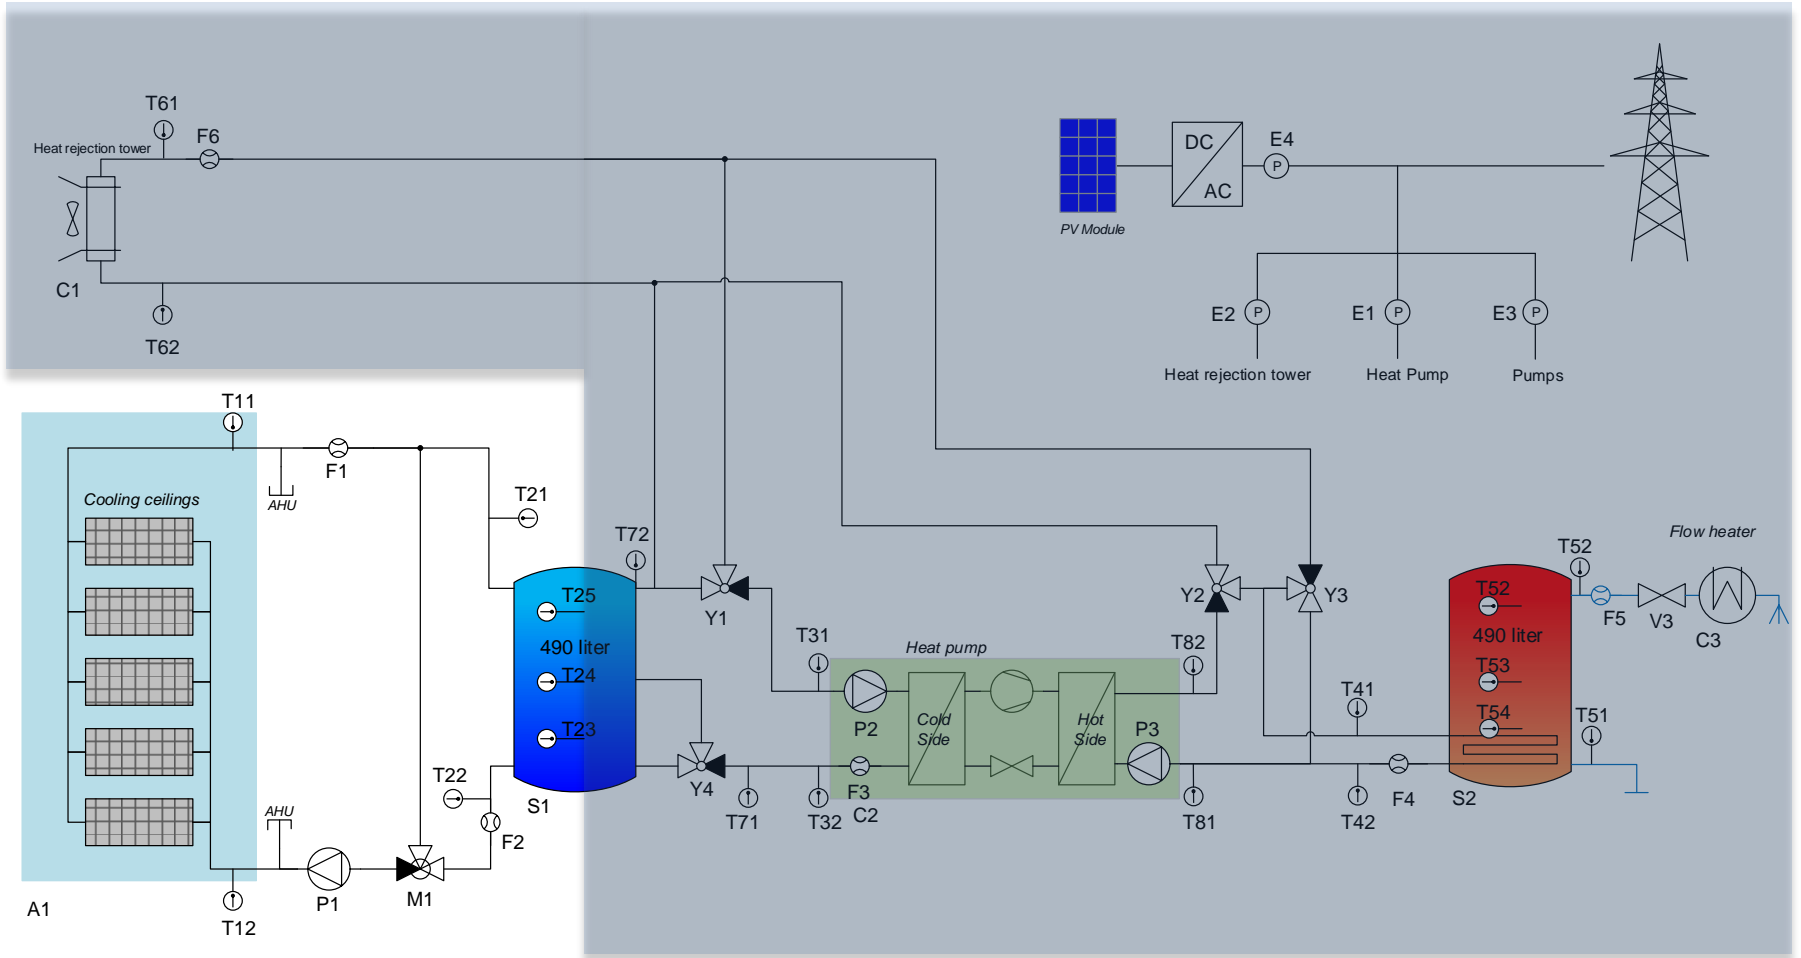 T61
F6
Heat rejection tower
C1
T62
DC
AC
E4
P
PV Module
E2
P
E1
P
E3
P
Heat rejection tower
Heat Pump
Pumps
T11
F1
AHU
Cooling ceilings
T21
T72
T25
490 liter
T24
T23
S1
T22
F2
AHU
P1
M1
T12
A1
Y1
Y4
T71
T31
T32
Heat pump
P2
Cold
Side
Hot
Side
P3
F3
C2
T82
T81
Y2
Y3
T41
T42
F4
T52
490 liter
T53
T54
S2
T52
F5
V3
Flow heater
C3
T51